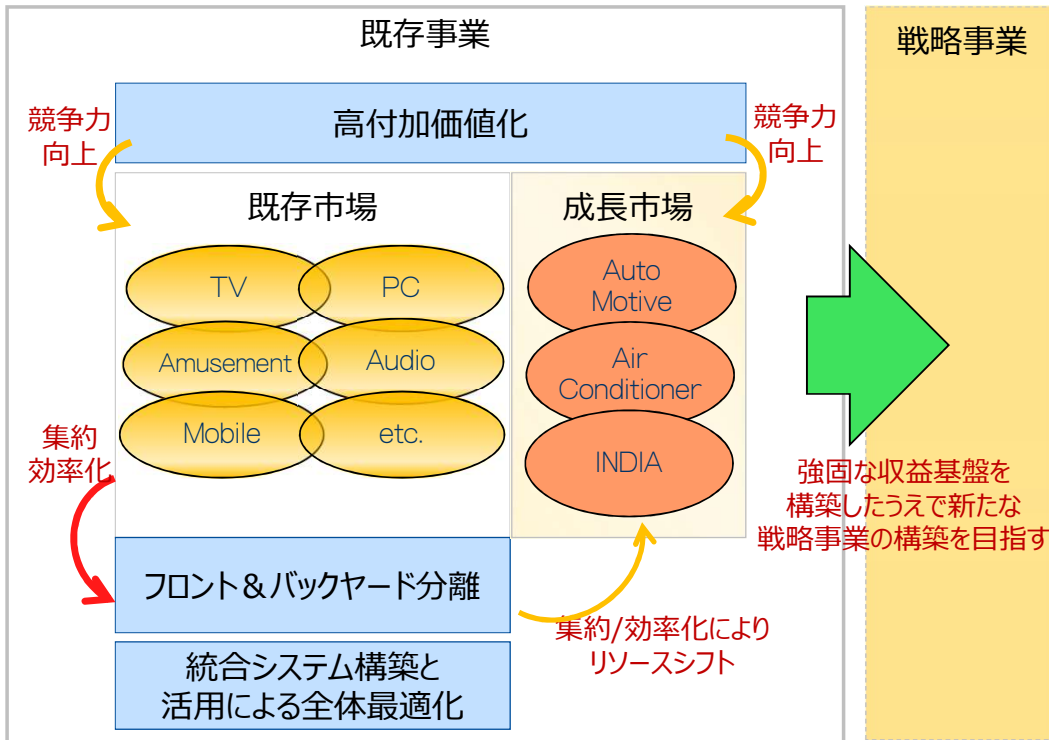 既存事業
戦略事業
競争力
向上
高付加価値化
競争力
向上
既存市場
成長市場
TV
PC
Amusement
Audio
Mobile
etc.
Auto
Motive
Air
Conditioner
INDIA
集約
効率化
強固な収益基盤を
構築したうえで新たな
戦略事業の構築を目指す
フロント＆バックヤード分離
集約/効率化により
リソースシフト
統合システム構築と
活用による全体最適化